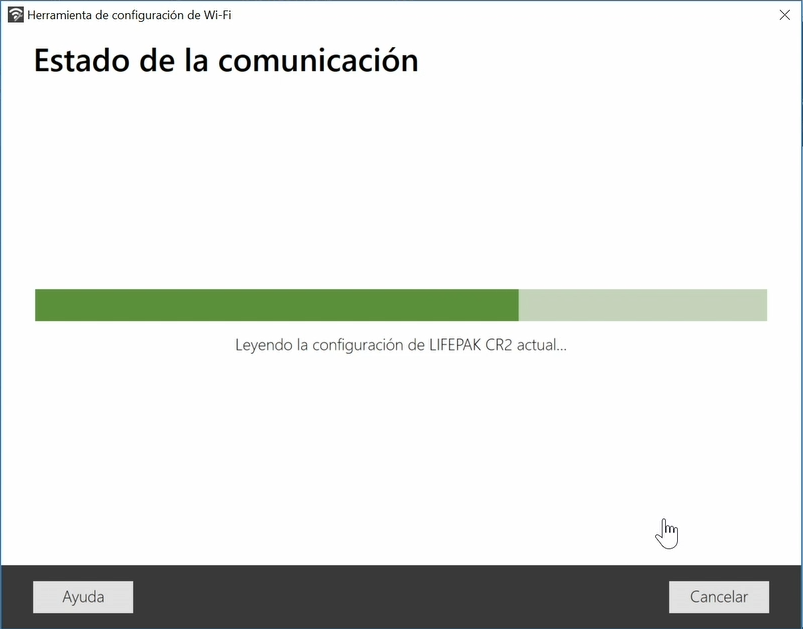 Herramienta de configuración de Wi-Fi
Estado de la comunicación
Leyendo la configuración de LIFEPAK CR2 actual...
Ayuda
Cancelar